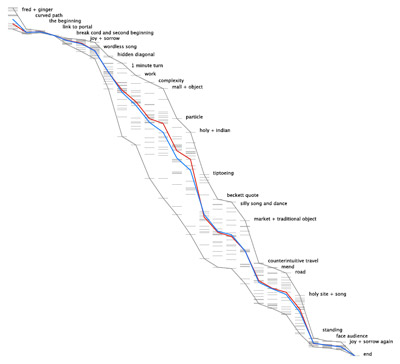 fred + ginger
curved path
the beginning
link to portal
break cord and second beginning
joy + sorrow
wordless song
hidden diagonal
1 minute turn
work
complexity
mall + object
particle
holy + indian
tiptoeing
beckett quote
silly song and dance
market + traditional object
counterintuitive travel
mend
road
holy site + song
standing
face audience
joy + sorrow again
end